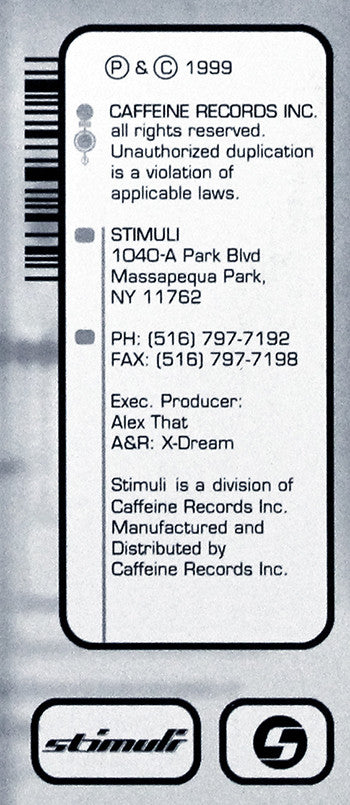 Ⓟ & © 1999
CAFFEINE RECORDS INC.
all rights reserved.
Unauthorized duplication
is a violation of
applicable laws.
STIMULI
1040-A Park Blvd
Massapequa Park,
NY 11762
PH: (516) 797-7192
FAX: (516) 797-7198
Exec. Producer:
Alex That
A&R: X-Dream
Stimuli is a division of
Caffeine Records Inc.
Manufactured and
Distributed by
Caffeine Records Inc.
stimuli